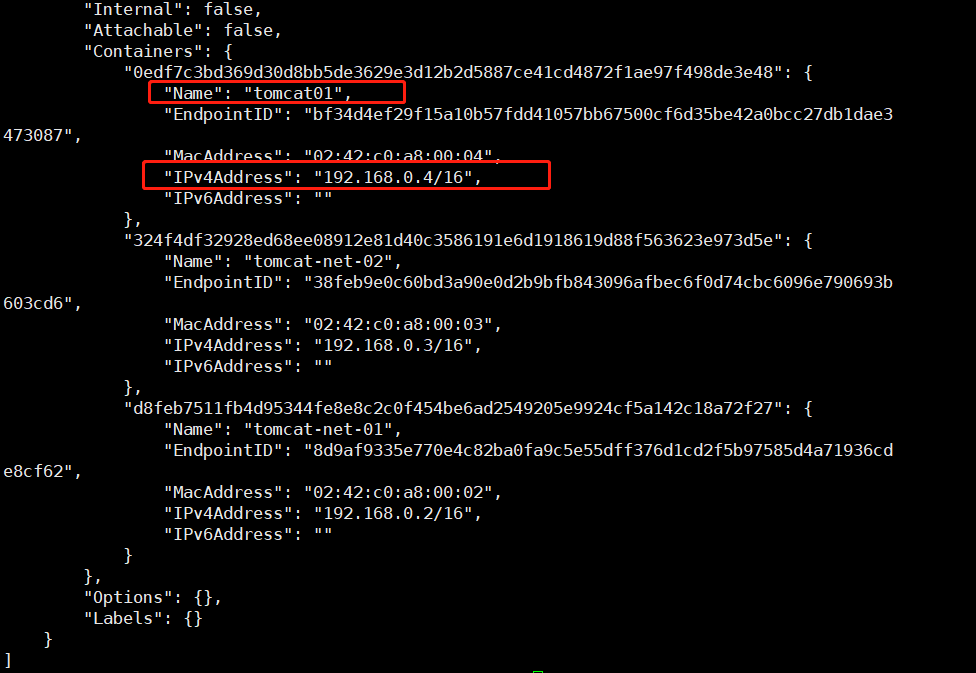 "Internal": false,
"Attachable": false,
"Containers": {
"0edf7c3bd369d30d8bb5de3629e3d12b2d5887ce41cd4872f1ae97f498de3e48": {
"Name": "tomcat01",
"EndpointID": "bf34d4ef29f15a10b57fdd41057bb67500cf6d35be42a0bcc27db1dae3
473087",
"MacAddress": "02:42:c0:a8:00:04",
"IPv4Address": "192.168.0.4/16",
"IPv6Address": ""
},
"324f4df32928ed68ee08912e81d40c3586191e6d1918619d88f563623e973d5e": {
"Name": "tomcat-net-02",
"EndpointID": "38feb9e0c60bd3a90e0d2b9bfb843096afbec6f0d74cbc6096e790693b
603cd6",
"MacAddress": "02:42:c0:a8:00:03",
"IPv4Address": "192.168.0.3/16",
"IPv6Address": ""
},
"d8feb7511fb4d95344fe8e8c2c0f454be6ad2549205e9924cf5a142c18a72f27": {
"Name": "tomcat-net-01",
"EndpointID": "8d9af9335e770e4c82ba0fa9c5e55dff376d1cd2f5b97585d4a71936cd
e8cf62",
"MacAddress": "02:42:c0:a8:00:02",
"IPv4Address": "192.168.0.2/16",
"IPv6Address": ""
}
},
"Options": {},
"Labels": {}
}
]